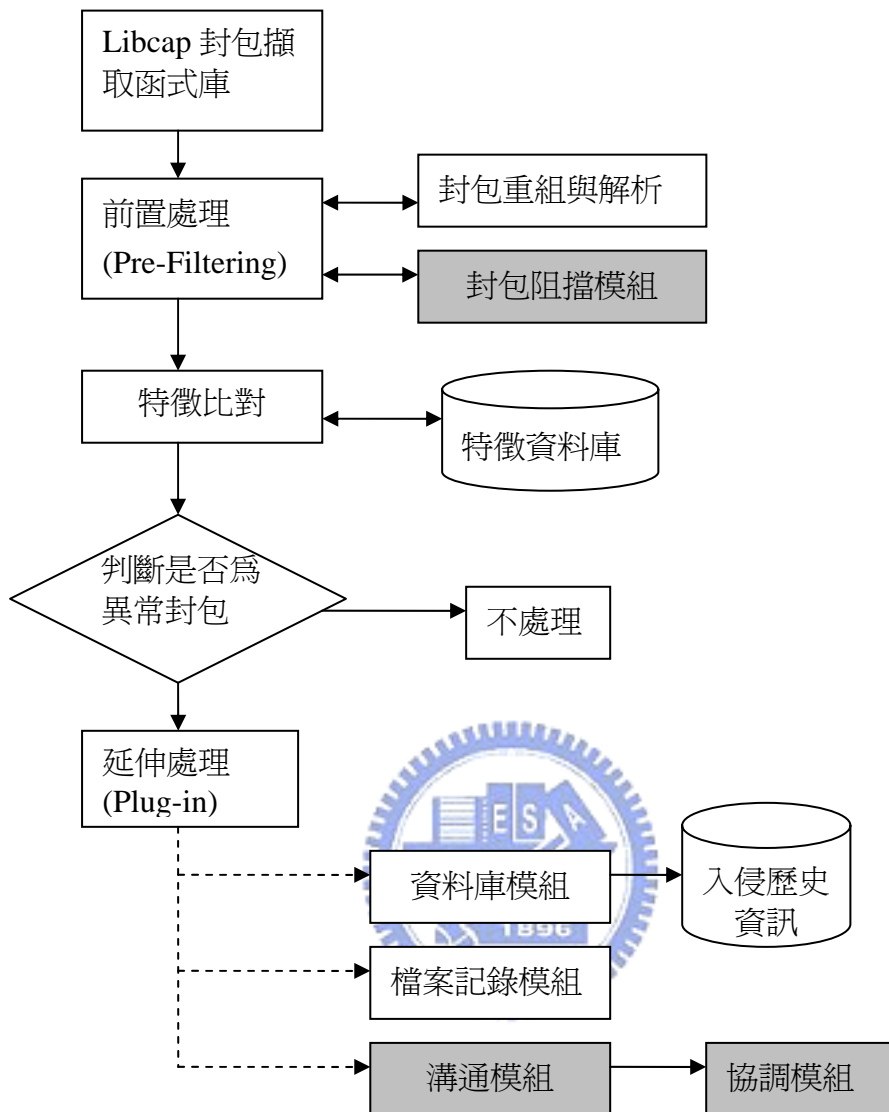 Libcap 封包擷
取函式庫
前置處理
(Pre-Filtering)
封包重組與解析
封包阻擋模組
特徵比對
特徵資料庫
判斷是否為
異常封包
不處理
延伸處理
(Plug-in)
E S A
資料庫模組
入侵歷史
資訊
1896
檔案記錄模組
溝通模組
協調模組